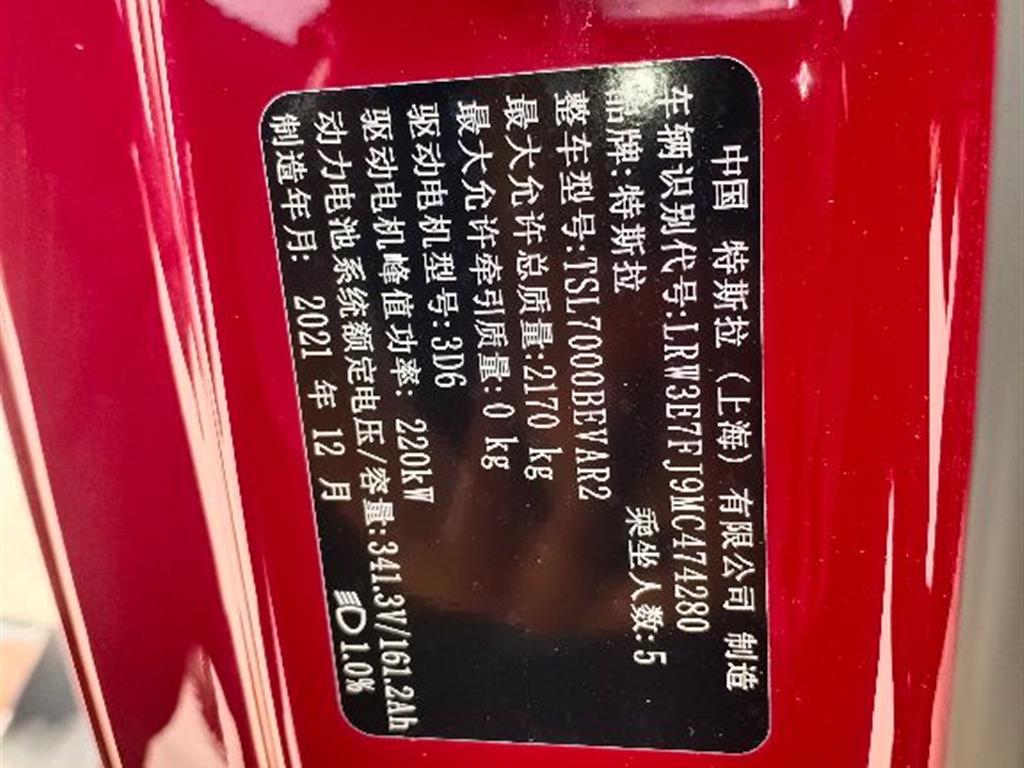 中国 特斯拉（上海）有限公司 制造
车辆识别代号:LRW3E7FJ9MC474280
品牌:特斯拉 乘坐人数:5
整车型号:TSL7000BEVAR2
最大允许总质量:2170 kg
最大允许牵引质量:0 kg
驱动电机型号:3D6
驱动电机峰值功率: 220kW
动力电池系统额定电压/容量:341.3V/161.2Ah
制造年月: 2021 年 12 月 1.0%